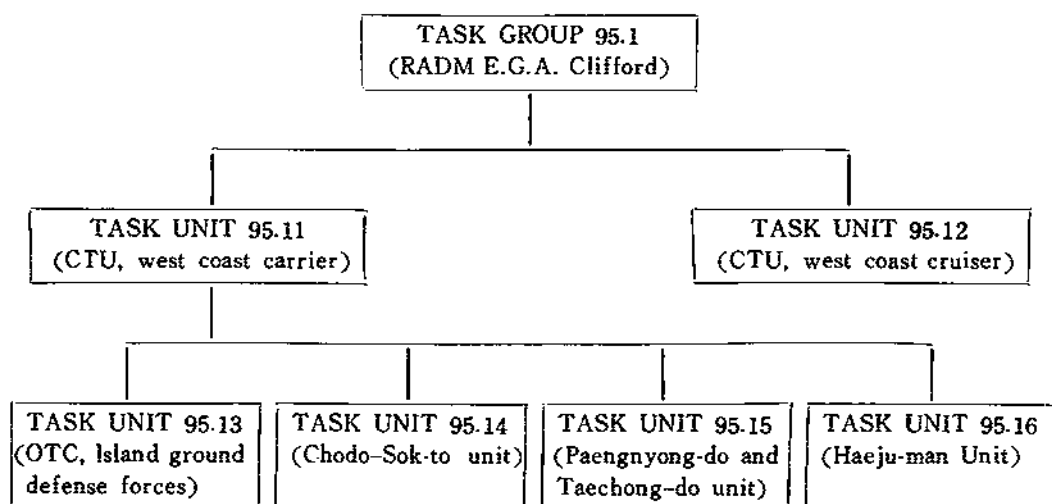 TASK GROUP 95.1
(RADM E.G.A. Clifford)
TASK UNIT 95.11
(CTU, west coast carrier)
TASK UNIT 95.12
(CTU, west coast cruiser)
TASK UNIT 95.13
(OTC, Island ground
defense forces)
TASK UNIT 95.14
(Chodo-Sok-to unit)
TASK UNIT 95.15
(Paengnyong-do and
Taechong-do unit)
TASK UNIT 95.16
(Haeju-man Unit)